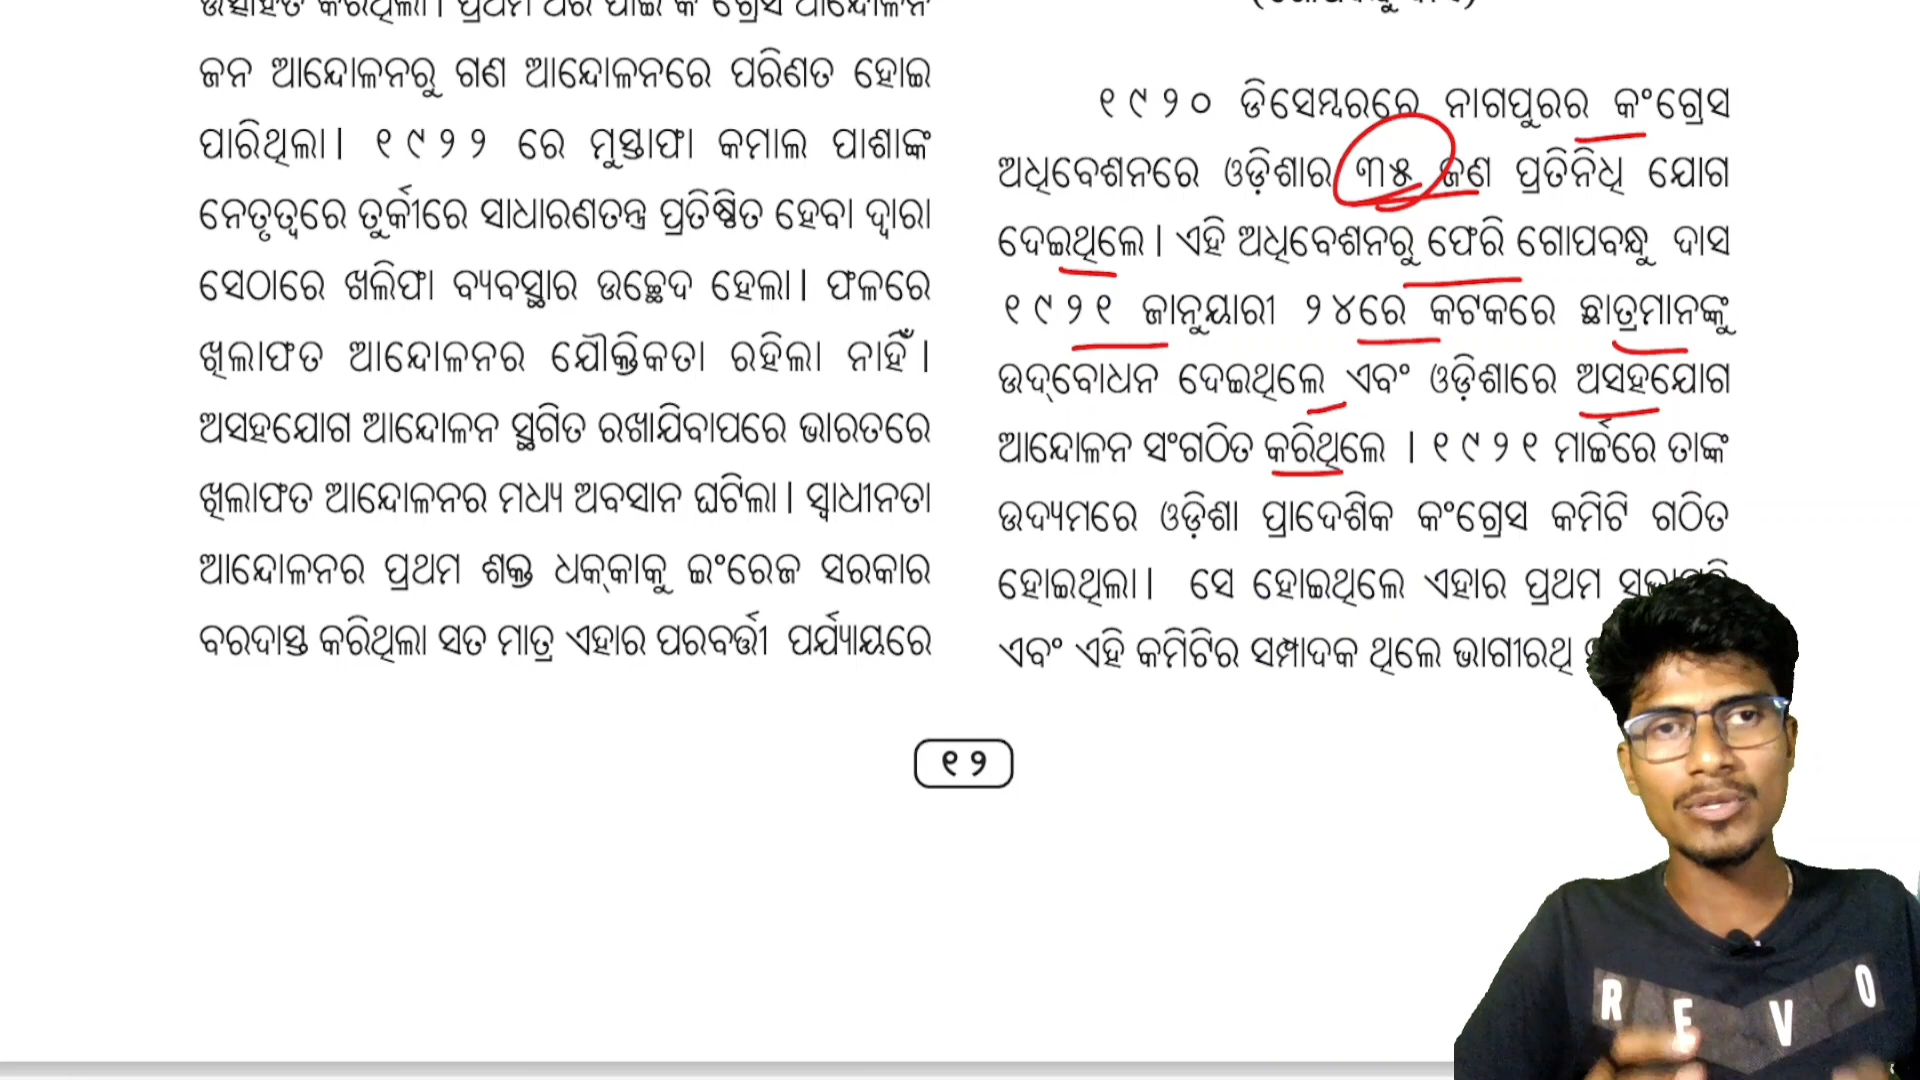 ଜନ ଆନ୍ଦୋଳନରୁ ଗଣ ଆନ୍ଦୋଳନରେ ପରିଣତ ହୋଇ
ପାରିଥିଲା। ୧୯୨୨ ରେ ମୁସ୍ତାଫା କମାଲ ପାଶାଙ୍କ
ନେତୃତ୍ୱରେ ତୁର୍କୀରେ ସାଧାରଣତନ୍ତ୍ର ପ୍ରତିଷ୍ଠିତ ହେବା ଦ୍ୱାରା
ସେଠାରେ ଖଲିଫା ବ୍ୟବସ୍ଥାର ଉଚ୍ଛେଦ ହେଲା। ଫଳରେ
ଖିଲାଫତ ଆନ୍ଦୋଳନର ଯୌକ୍ତିକତା ରହିଲା ନାହିଁ।
ଅସହଯୋଗ ଆନ୍ଦୋଳନ ସ୍ଥଗିତ ରଖାଯିବାପରେ ଭାରତରେ
ଖିଲାଫତ ଆନ୍ଦୋଳନର ମଧ୍ୟ ଅବସାନ ଘଟିଲା। ସ୍ୱାଧୀନତା
ଆନ୍ଦୋଳନର ପ୍ରଥମ ଶକ୍ତ ଧକ୍‌କାକୁ ଇଂରେଜ ସରକାର
ବରଦାସ୍ତ କରିଥିଲା ସତ ମାତ୍ର ଏହାର ପରବର୍ତ୍ତୀ ପର୍ଯ୍ୟାୟରେ
(ଗୋପବନ୍ଧୁ ଦାସ)
୧୯୨୦ ଡିସେମ୍ବରରେ ନାଗପୁରର କଂଗ୍ରେସ
ଅଧିବେଶନରେ ଓଡ଼ିଶାର ୩୫ ଜଣ ପ୍ରତିନିଧି ଯୋଗ
ଦେଇଥିଲେ। ଏହି ଅଧିବେଶନରୁ ଫେରି ଗୋପବନ୍ଧୁ ଦାସ
୧୯୨୧ ଜାନୁୟାରୀ ୨୪ରେ କଟକରେ ଛାତ୍ରମାନଙ୍କୁ
ଉଦ୍‌ବୋଧନ ଦେଇଥିଲେ ଏବଂ ଓଡ଼ିଶାରେ ଅସହଯୋଗ
ଆନ୍ଦୋଳନ ସଂଗଠିତ କରିଥିଲେ । ୧୯୨୧ ମାର୍ଚ୍ଚରେ ତାଙ୍କ
ଉଦ୍ୟମରେ ଓଡ଼ିଶା ପ୍ରାଦେଶିକ କଂଗ୍ରେସ କମିଟି ଗଠିତ
ହୋଇଥିଲା। ସେ ହୋଇଥିଲେ ଏହାର ପ୍ରଥମ
ଏବଂ ଏହି କମିଟିର ସମ୍ପାଦକ ଥିଲେ ଭାଗୀରଥି
୧୨
REVO